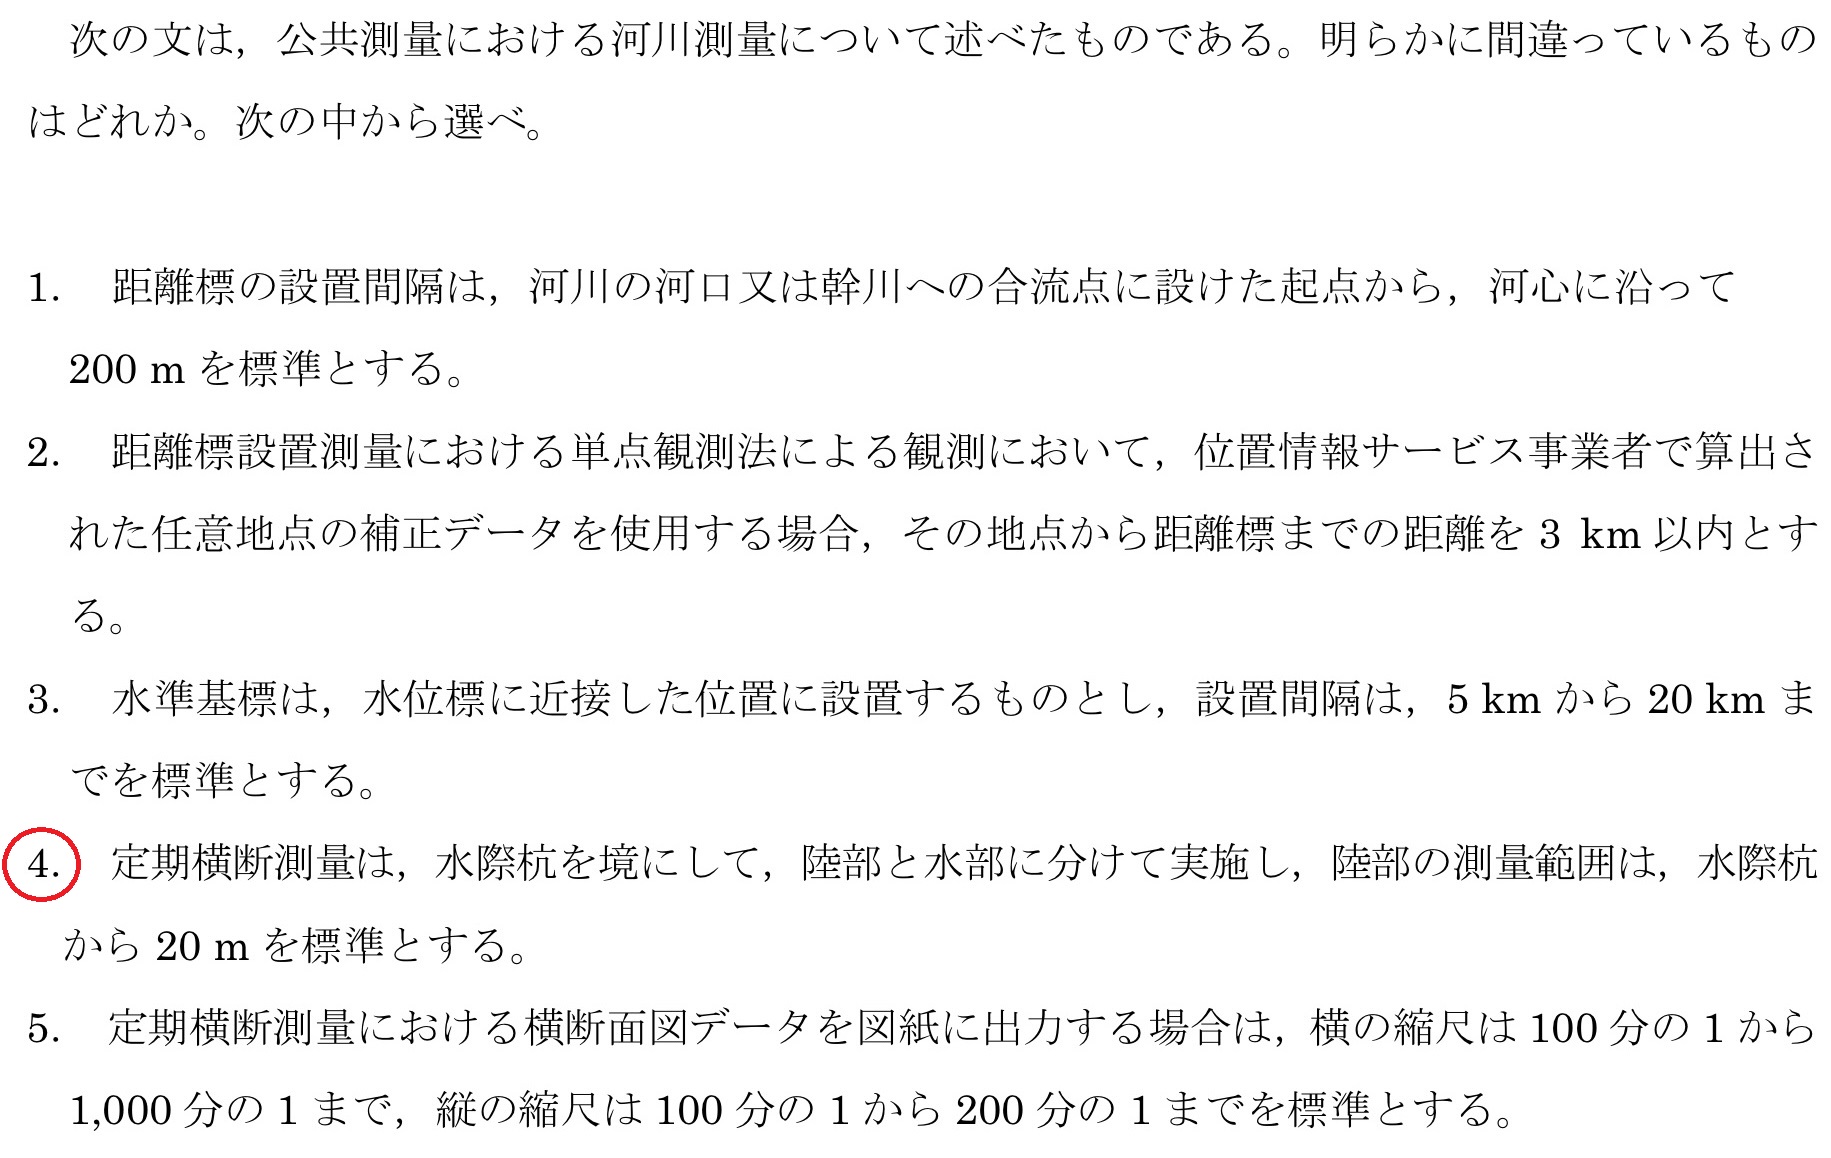 次の文は，公共測量における河川測量について述べたものである。明らかに間違っているもの
はどれか。次の中から選べ。
1.　距離標の設置間隔は，河川の河口又は幹川への合流点に設けた起点から，河心に沿って
200 m を標準とする。
2.　距離標設置測量における単点観測法による観測において，位置情報サービス事業者で算出さ
れた任意地点の補正データを使用する場合，その地点から距離標までの距離を 3 km 以内とす
る。
3.　水準基標は，水位標に近接した位置に設置するものとし，設置間隔は，5 km から 20 km ま
でを標準とする。
4.　定期横断測量は，水際杭を境にして，陸部と水部に分けて実施し，陸部の測量範囲は，水際杭
から 20 m を標準とする。
5.　定期横断測量における横断面図データを図紙に出力する場合は，横の縮尺は 100 分の 1 から
1,000 分の 1 まで，縦の縮尺は 100 分の 1 から 200 分の 1 までを標準とする。